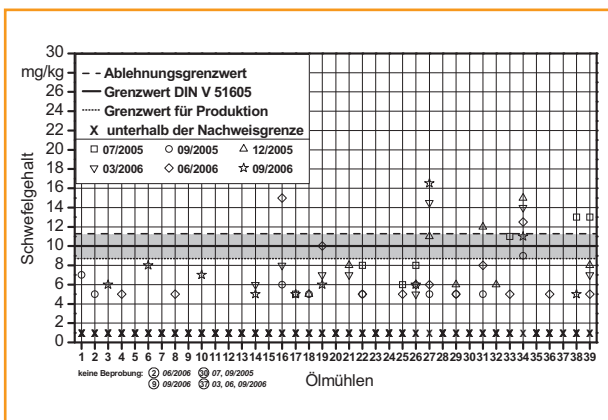 30
mg/kg
26
24
22
20
18
16
14
12
10
8
6
4
2
0
Schwefelgehalt
Ablehnungsgrenzwert
Grenzwert DIN V 51605
Grenzwert für Produktion
x unterhalb der Nachweisgrenze
07/2005 09/2005 12/2005
03/2006 06/2006 09/2006
1 2 3 4 5 6 7 8 9 10 11 12 13 14 15 16 17 18 19 20 21 22 23 24 25 26 27 28 29 30 31 32 33 34 35 36 37 38 39
Ölmühlen
keine Beprobung: 2 06/2006 30 07, 09/2005
9 09/2006 37 03, 06, 09/2006